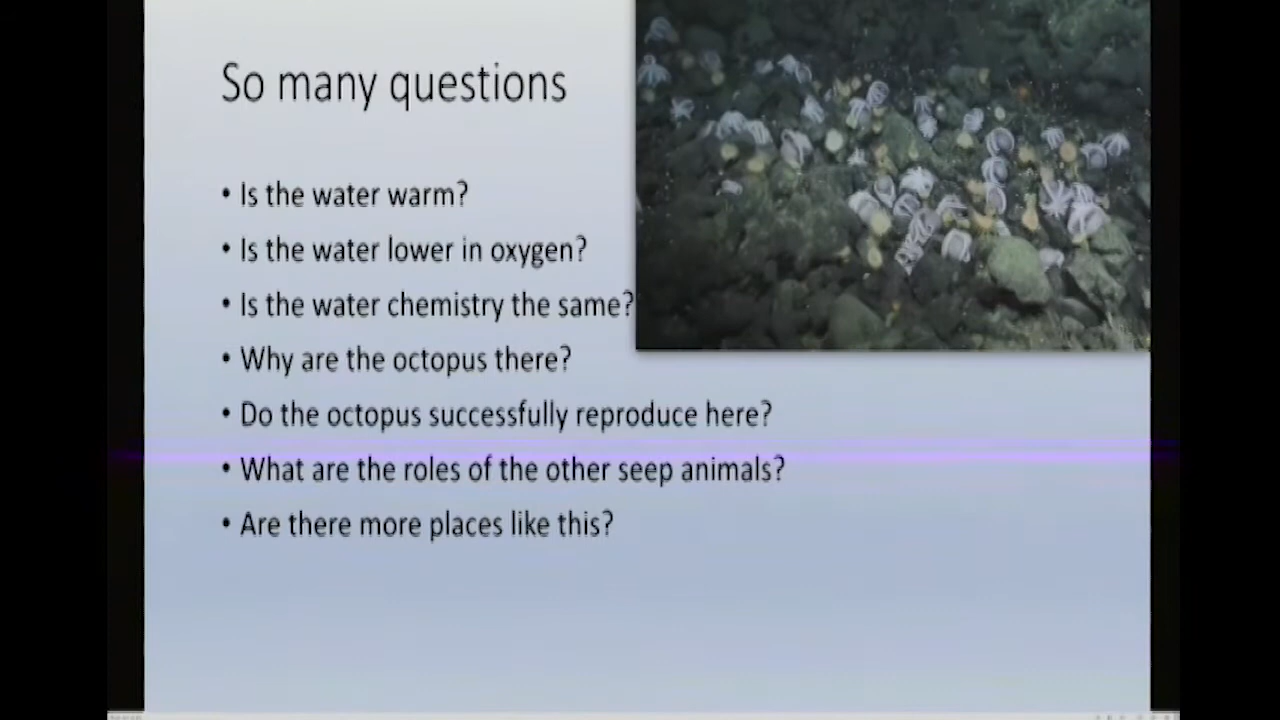 So many questions
• Is the water warm?
• Is the water lower in oxygen?
• Is the water chemistry the same?
• Why are the octopus there?
• Do the octopus successfully reproduce here?
• What are the roles of the other seep animals?
• Are there more places like this?